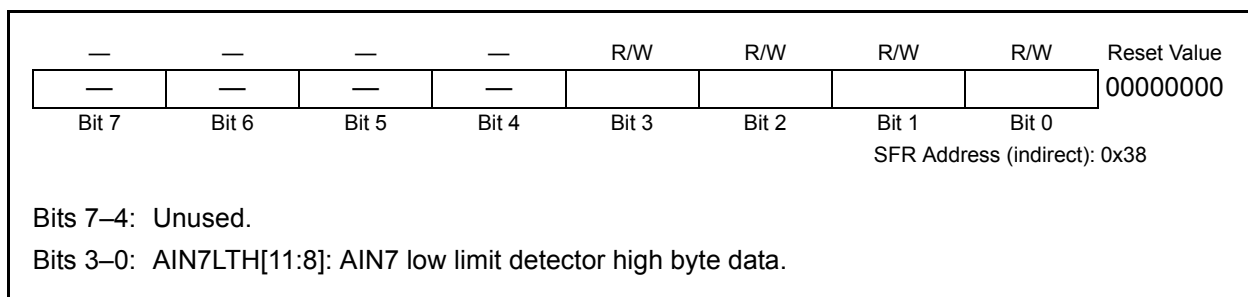 — — — — R/W R/W R/W R/W Reset Value
— — — — 00000000
Bit 7 Bit 6 Bit 5 Bit 4 Bit 3 Bit 2 Bit 1 Bit 0
SFR Address (indirect): 0x38
Bits 7–4: Unused.
Bits 3–0: AIN7LTH[11:8]: AIN7 low limit detector high byte data.